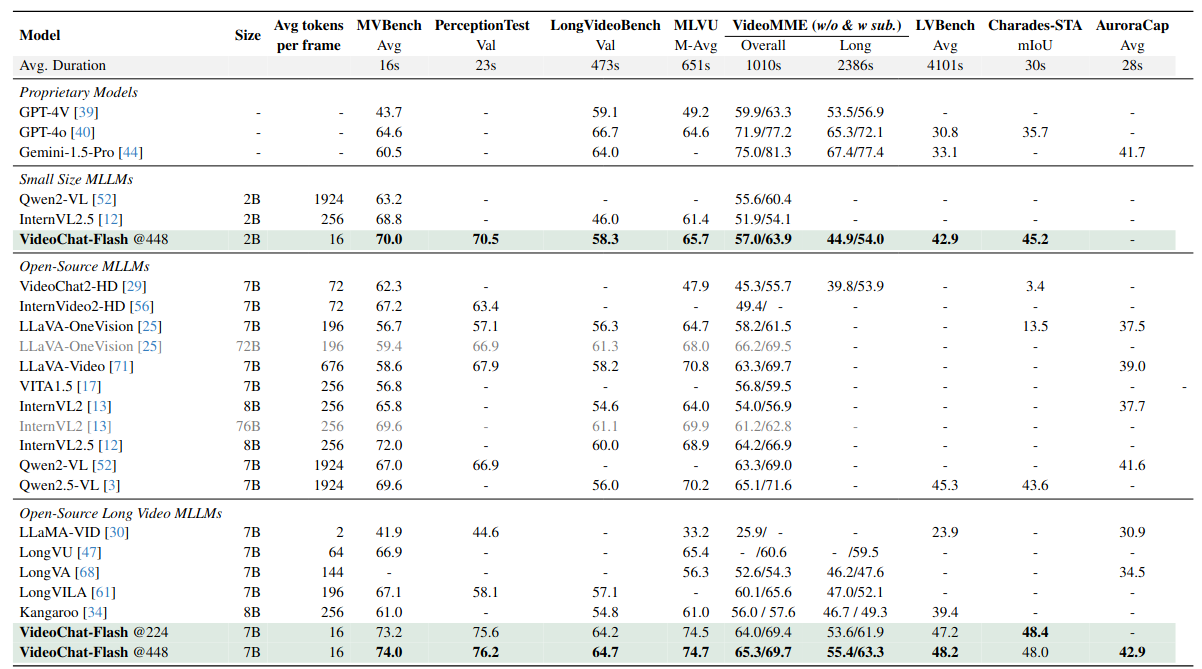 Model Size Avg tokens per frame MVBench PerceptionTest LongVideoBench MLVU VideoMME (w/o & w sub.) LVBench Charades-STA AuroraCap
Avg Val Val M-Avg Overall Long Avg mIoU Avg
Avg. Duration 16s 23s 473s 651s 1010s 2386s 4101s 30s 28s
Proprietary Models
GPT-4V [39] - - 43.7 - 59.1 49.2 59.9/63.3 53.5/56.9 - - -
GPT-4o [40] - - 64.6 - 66.7 64.6 71.9/77.2 65.3/72.1 30.8 35.7 -
Gemini-1.5-Pro [44] - - 60.5 - 64.0 - 75.0/81.3 67.4/77.4 33.1 - 41.7
Small Size MLLMs
Qwen2-VL [52] 2B 1924 63.2 - - - 55.6/60.4 - - - -
InternVL2.5 [12] 2B 256 68.8 - 46.0 61.4 51.9/54.1 - - - -
VideoChat-Flash @448 2B 16 70.0 70.5 58.3 65.7 57.0/63.9 44.9/54.0 42.9 45.2 -
Open-Source MLLMs
VideoChat2-HD [29] 7B 72 62.3 - - 47.9 45.3/55.7 39.8/53.9 - 3.4 -
InternVideo2-HD [56] 7B 72 67.2 63.4 - - 49.4/ - - - - -
LLaVA-OneVision [25] 7B 196 56.7 57.1 56.3 64.7 58.2/61.5 - - 13.5 37.5
LLaVA-OneVision [25] 72B 196 59.4 66.9 61.3 68.0 66.2/69.5 - - - -
LLaVA-Video [71] 7B 676 58.6 67.9 58.2 70.8 63.3/69.7 - - - 39.0
VITA1.5 [17] 7B 256 56.8 - - - 56.8/59.5 - - - - -
InternVL2 [13] 8B 256 65.8 - 54.6 64.0 54.0/56.9 - - - 37.7
InternVL2 [13] 76B 256 69.6 - 61.1 69.9 61.2/62.8 - - - -
InternVL2.5 [12] 8B 256 72.0 - 60.0 68.9 64.2/66.9 - - - -
Qwen2-VL [52] 7B 1924 67.0 66.9 - - 63.3/69.0 - - - 41.6
Qwen2.5-VL [3] 7B 1924 69.6 - 56.0 70.2 65.1/71.6 - 45.3 43.6 -
Open-Source Long Video MLLMs
LLaMA-VID [30] 7B 2 41.9 44.6 - 33.2 25.9/ - - 23.9 - 30.9
LongVU [47] 7B 64 66.9 - - 65.4 - /60.6 - /59.5 - - -
LongVA [68] 7B 144 - - - 56.3 52.6/54.3 46.2/47.6 - - 34.5
LongVILA [61] 7B 196 67.1 58.1 57.1 - 60.1/65.6 47.0/52.1 - - -
Kangaroo [34] 8B 256 61.0 - 54.8 61.0 56.0 / 57.6 46.7 / 49.3 39.4 - -
VideoChat-Flash @224 7B 16 73.2 75.6 64.2 74.5 64.0/69.4 53.6/61.9 47.2 48.4 -
VideoChat-Flash @448 7B 16 74.0 76.2 64.7 74.7 65.3/69.7 55.4/63.3 48.2 48.0 42.9